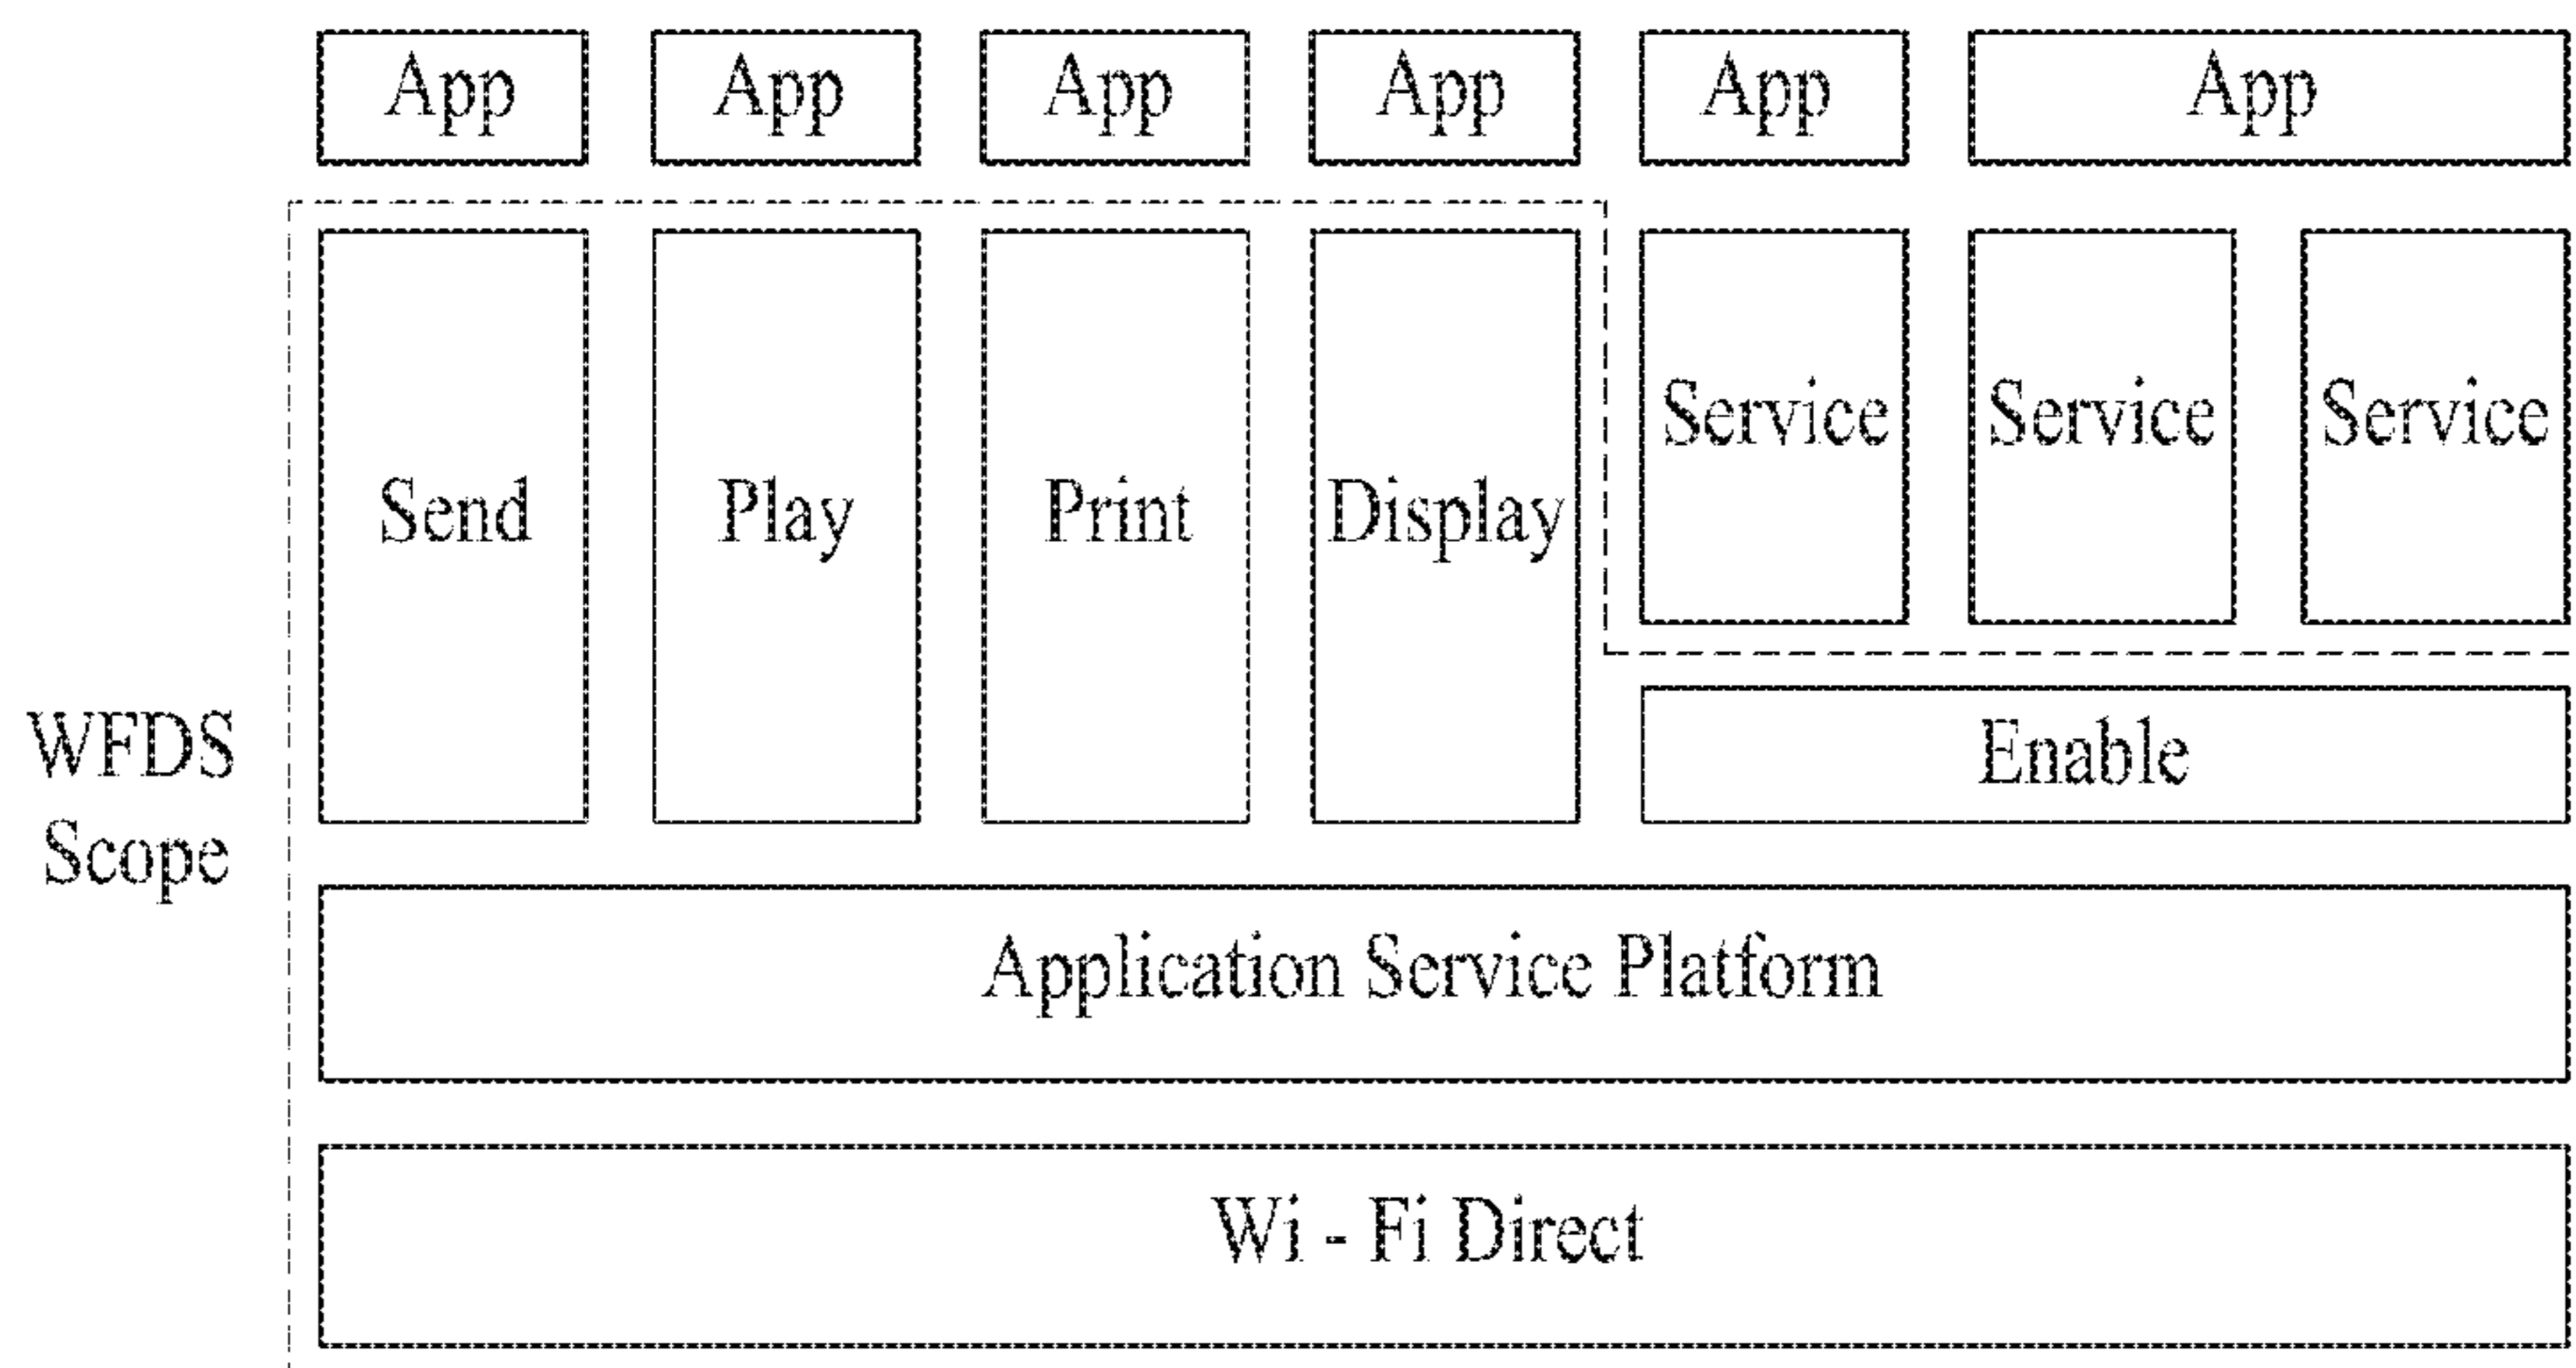 App App App App App App
Service Service Service
Send Play Print Display
WFDS
Scope
Enable
Application Service Platform
Wi - Fi Direct